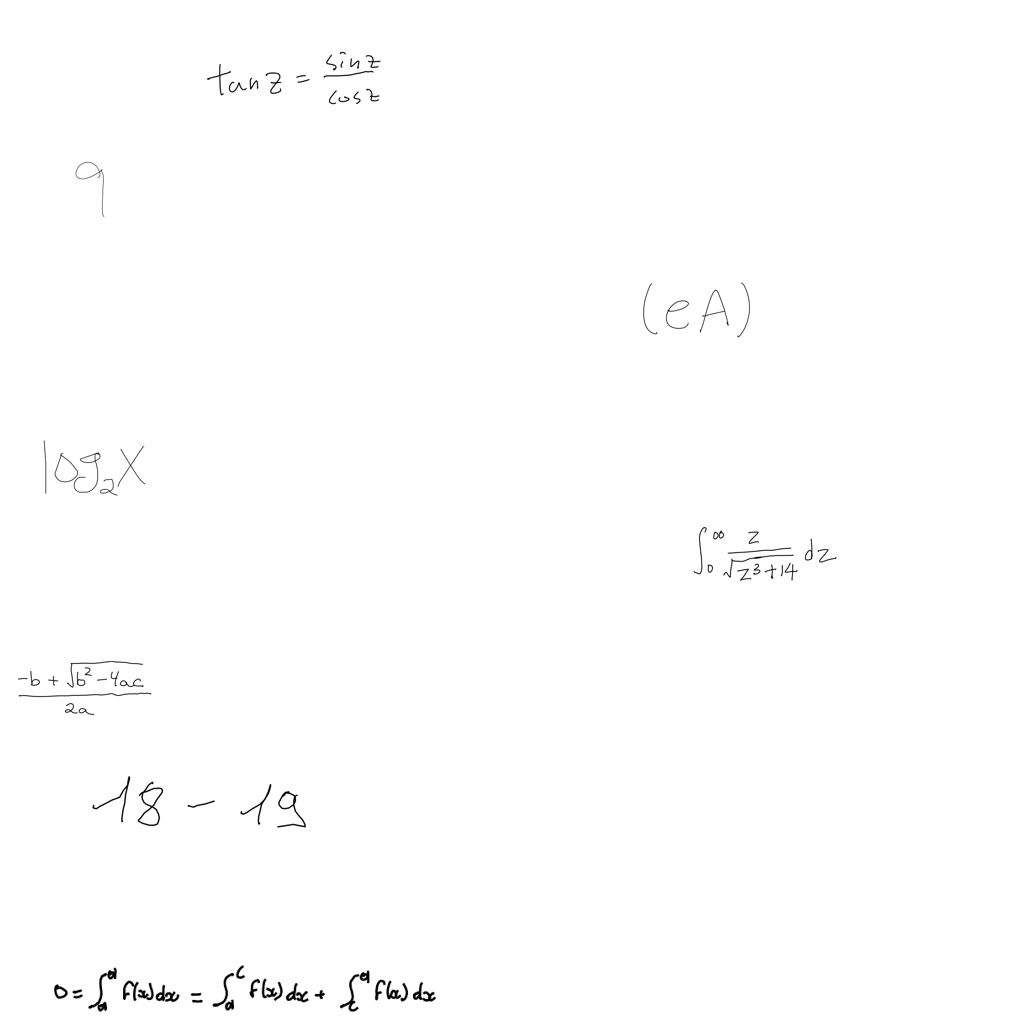 tan z = \frac{sin z}{cos z}
9
(eA)
log_2 x
\int_0^\infty \frac{z}{\sqrt{z^3+14}} dz
\frac{-b + \sqrt{b^2 - 4ac}}{2a}
18 - 19
0 = \int_a^a f(x) dx = \int_a^c f(x) dx + \int_c^a f(x) dx